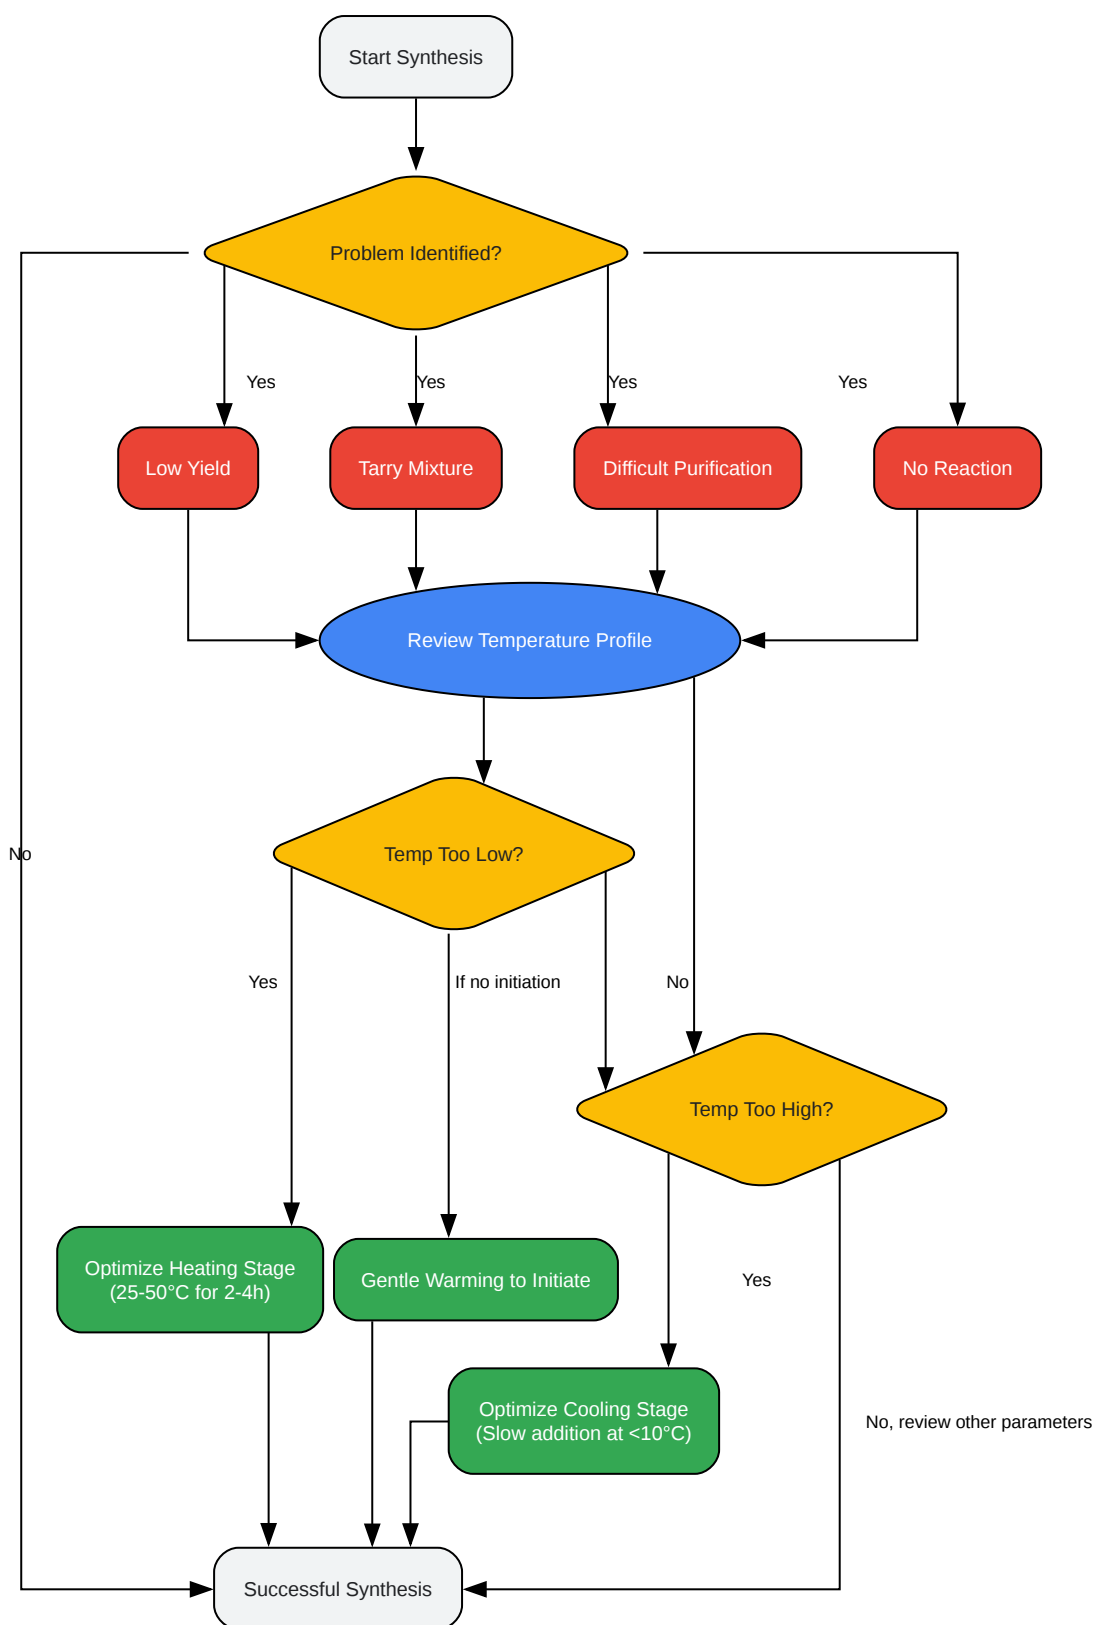 Start Synthesis
Problem Identified?
Yes
Yes
Yes
Yes
Low Yield
Tarry Mixture
Difficult Purification
No Reaction
Review Temperature Profile
No
Temp Too Low?
Yes
If no initiation
No
Temp Too High?
Optimize Heating Stage
(25-50°C for 2-4h)
Gentle Warming to Initiate
Yes
Optimize Cooling Stage
(Slow addition at <10°C)
No, review other parameters
Successful Synthesis